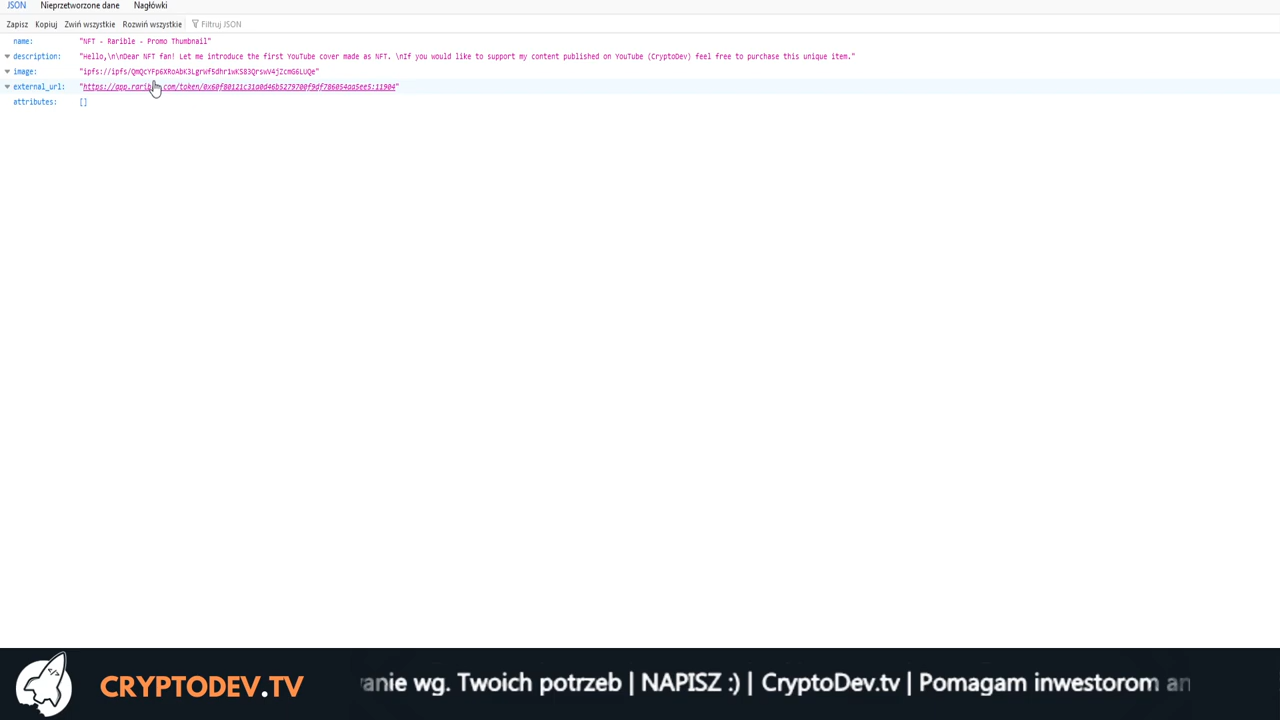 JSON Nieprzetworzone dane Nagłówki
Zapisz Kopiuj Zwiń wszystkie Rozwiń wszystkie Filtruj JSON
name: "NFT - Rarible - Promo Thumbnail"
description: "Hello,\n\nDear NFT fan! Let me introduce the first YouTube cover made as NFT. \nIf you would like to support my content published on YouTube (CryptoDev) feel free to purchase this unique item."
image:
external_url:
attributes: []
CRYPTODEV.TV
wg. Twoich potrzeb | NAPISZ :) | CryptoDev.tv | Pomagam inwestorom